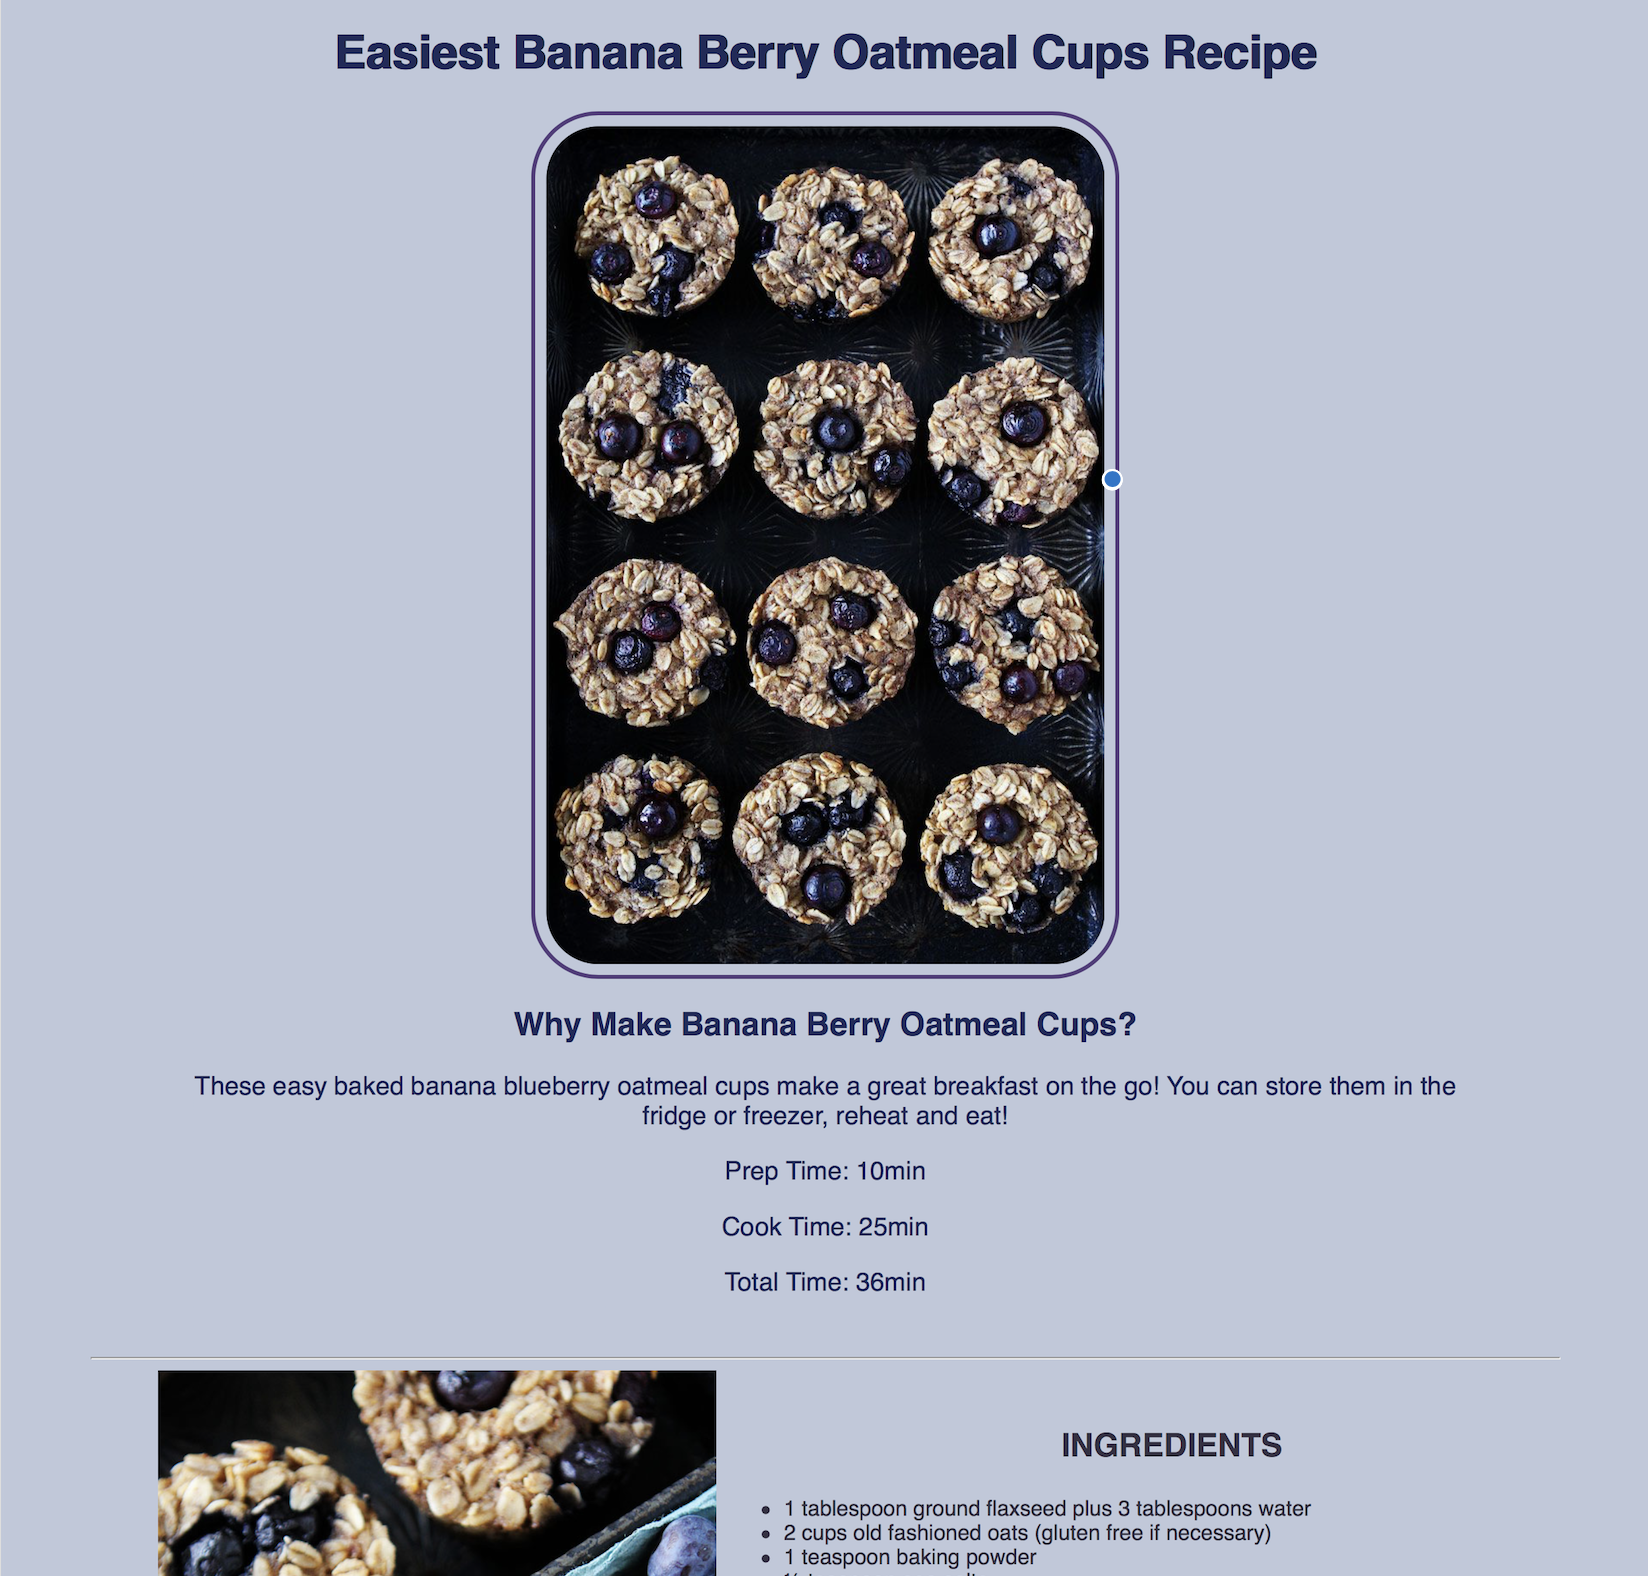 Easiest Banana Berry Oatmeal Cups Recipe
Why Make Banana Berry Oatmeal Cups?
These easy baked banana blueberry oatmeal cups make a great breakfast on the go! You can store them in the
fridge or freezer, reheat and eat!
Prep Time: 10min
Cook Time: 25min
Total Time: 36min
INGREDIENTS
• 1 tablespoon ground flaxseed plus 3 tablespoons water
• 2 cups old fashioned oats (gluten free if necessary)
• 1 teaspoon baking powder